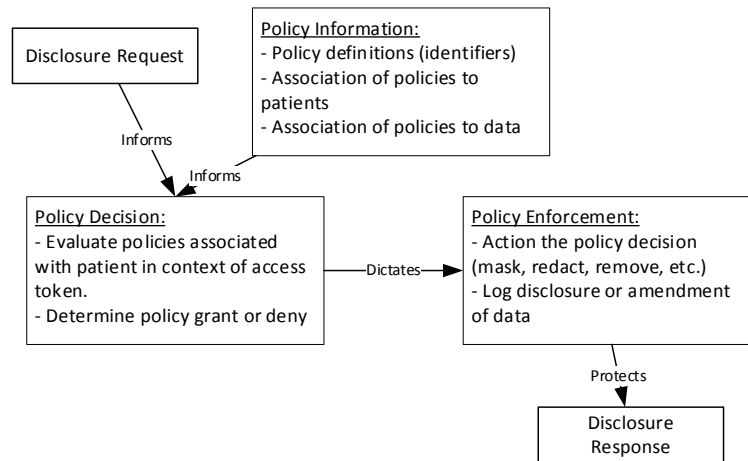 Disclosure Request
Policy Information:
- Policy definitions (identifiers)
- Association of policies to
patients
- Association of policies to data
Informs
Informs
Policy Decision:
- Evaluate policies associated
with patient in context of access
token.
- Determine policy grant or deny
Dictates
Policy Enforcement:
- Action the policy decision
(mask, redact, remove, etc.)
- Log disclosure or amendment
of data
Protects
Disclosure
Response